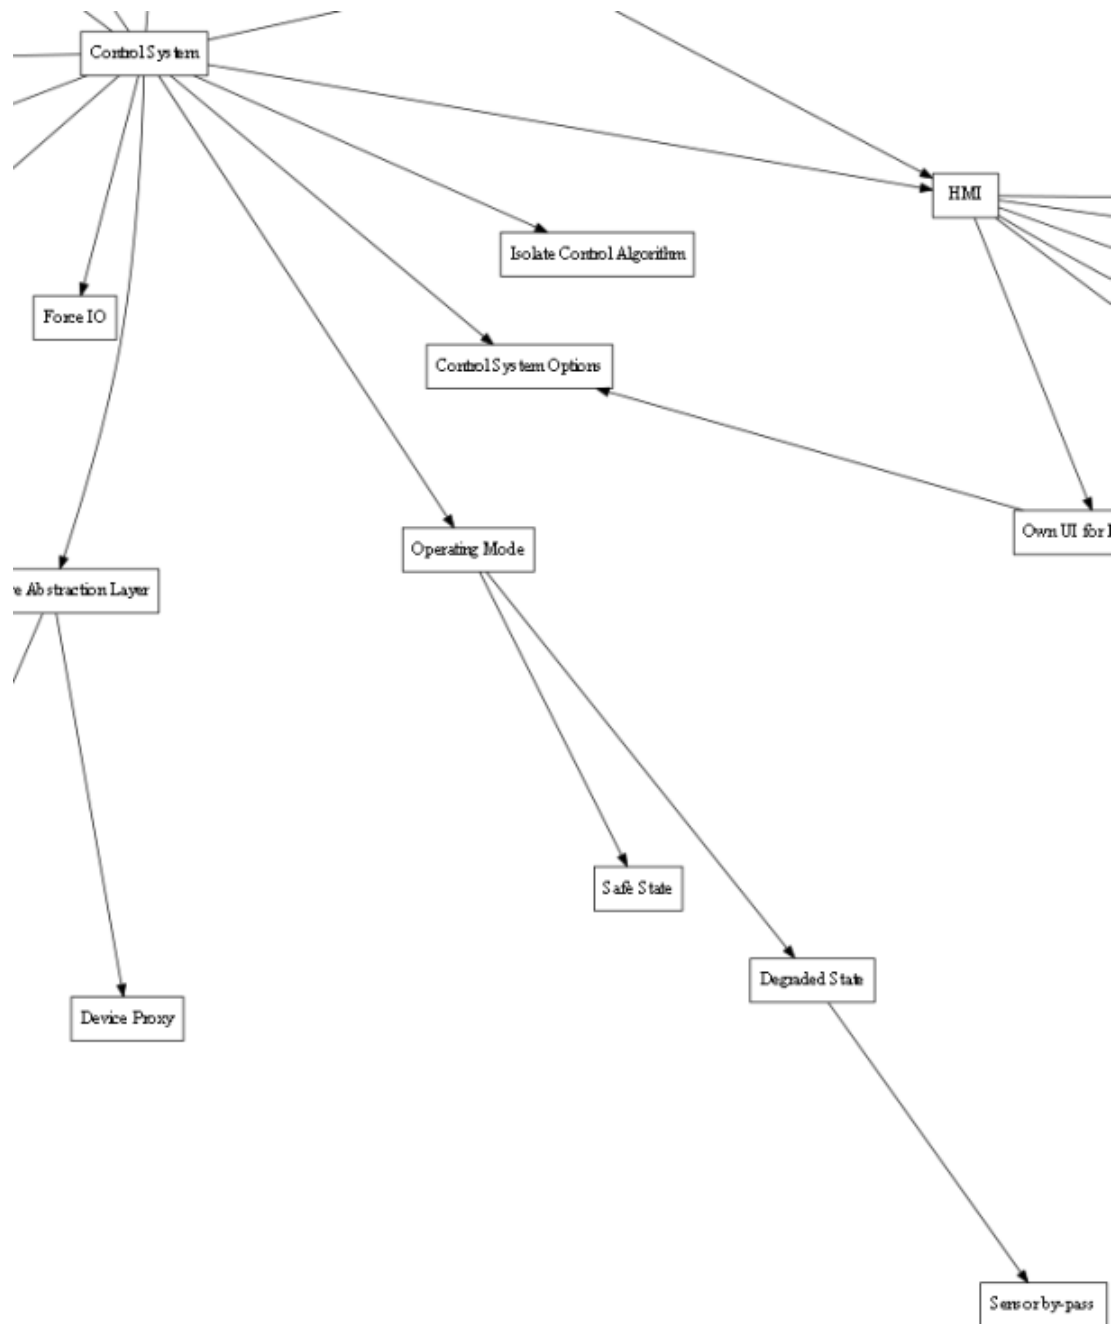 Control System
HMI
Isolate Control Algorithm
Force IO
Control System Options
Own UI for
Operating Mode
Abstraction Layer
Safe State
Degraded State
Device Proxy
Sensor by-pass